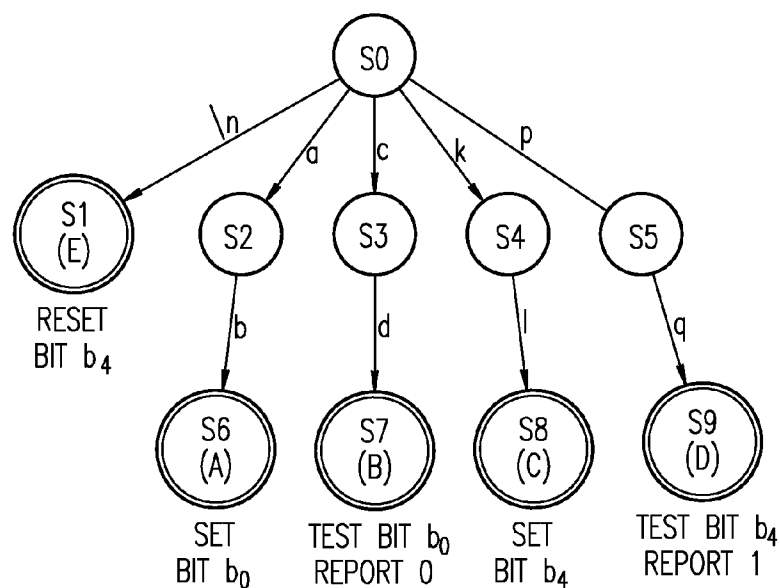 S0
\n
a
c
k
p
S1
(E)
S2
S3
S4
S5
RESET
BIT b₄
b
d
l
q
S6
(A)
S7
(B)
S8
(C)
S9
(D)
SET
BIT b₀
TEST BIT b₀
REPORT 0
SET
BIT b₄
TEST BIT b₄
REPORT 1